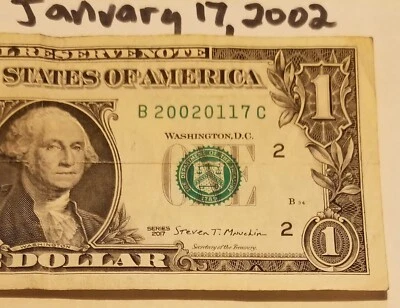 January 17, 2002
L RESERVE NOTE
STATES OF AMERICA
B 20020117 C
1
WASHINGTON, D.C.
ONE
2
WASHINGTON
SERIES
2017
Steven T. Mnuchin
Secretary of the Treasury.
B
2
1
DOLLAR